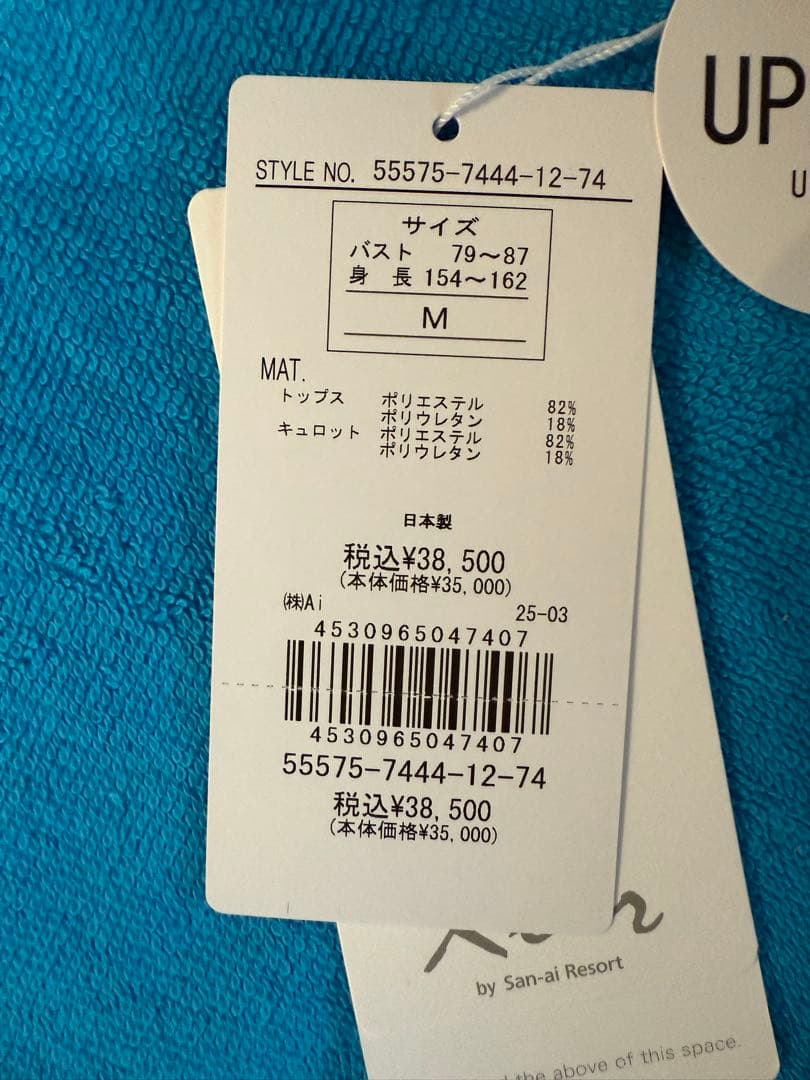 UP
U
STYLE NO. 55575-7444-12-74
サイズ
バスト 79～87
身 長 154～162
M
MAT.
トップス ポリエステル 82%
ポリウレタン 18%
キュロット ポリエステル 82%
ポリウレタン 18%
日本製
税込¥38,500
(本体価格¥35,000)
㈱Ai 25-03
4530965047407
4530965047407
55575-7444-12-74
税込¥38,500
(本体価格¥35,000)
by San-ai Resort
the above of this space.